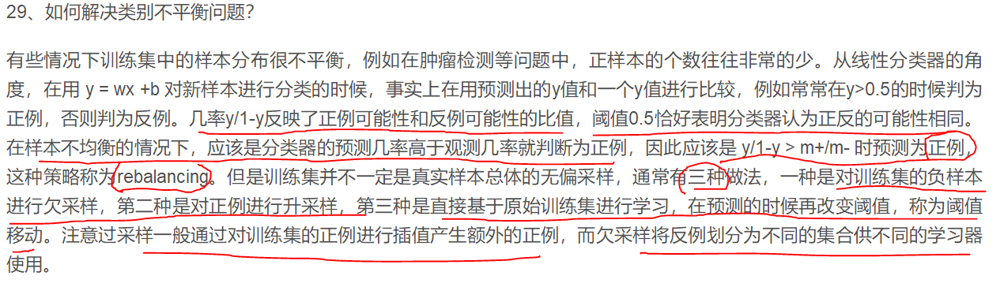 29、如何解决类别不平衡问题？
有些情况下训练集中的样本分布很不平衡，例如在肿瘤检测等问题中，正样本的个数往往非常的少。从线性分类器的角
度，在用 y = wx +b 对新样本进行分类的时候，事实上在用预测出的y值和一个y值进行比较，例如常常在y>0.5的时候判为
正例，否则判为反例。几率y/1-y反映了正例可能性和反例可能性的比值，阈值0.5恰好表明分类器认为正反的可能性相同。
在样本不均衡的情况下，应该是分类器的预测几率高于观测几率就判断为正例，因此应该是 y/1-y > m+/m- 时预测为正例，
这种策略称为rebalancing。但是训练集并不一定是真实样本总体的无偏采样，通常有三种做法，一种是对训练集的负样本
进行欠采样，第二种是对正例进行升采样，第三种是直接基于原始训练集进行学习，在预测的时候再改变阈值，称为阈值
移动。注意过采样一般通过对训练集的正例进行插值产生额外的正例，而欠采样将反例划分为不同的集合供不同的学习器
使用。